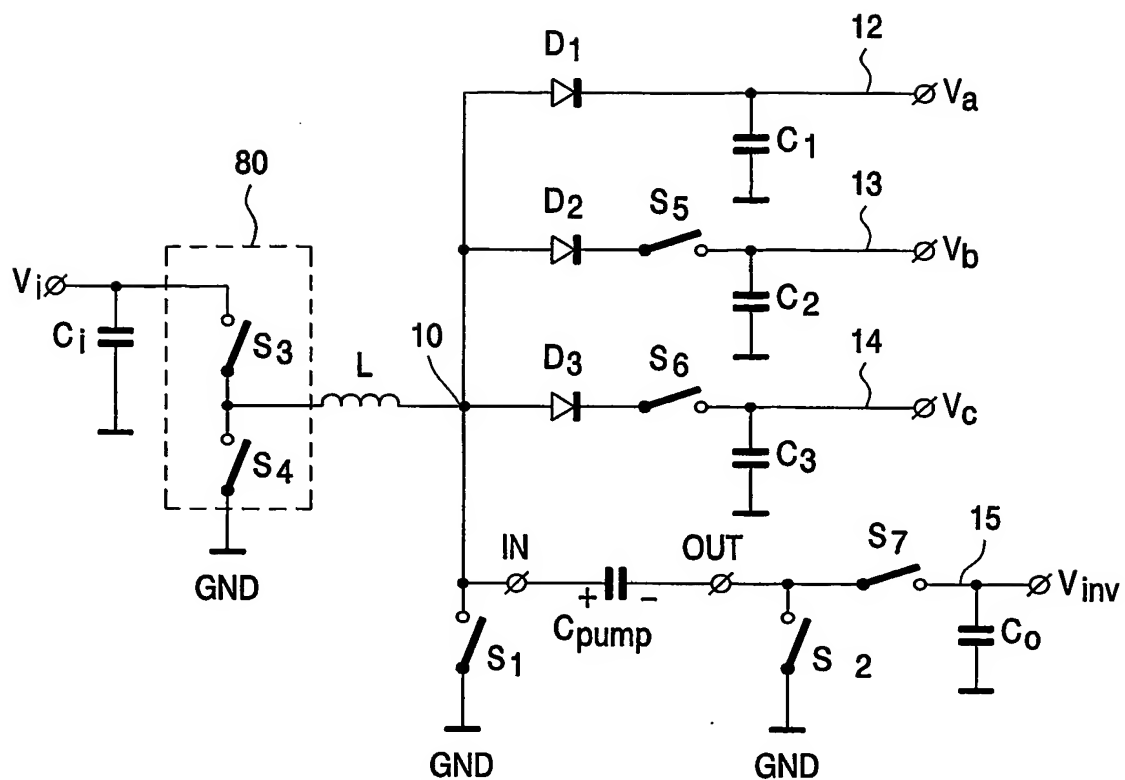 12
D1
Va
C1
80
13
D2
S5
Vb
C2
Vi
Ci
S3
L
10
14
D3
S6
Vc
C3
S4
GND
IN
OUT
S7
15
+
-
Cpump
Vinv
Co
S1
S 2
GND
GND